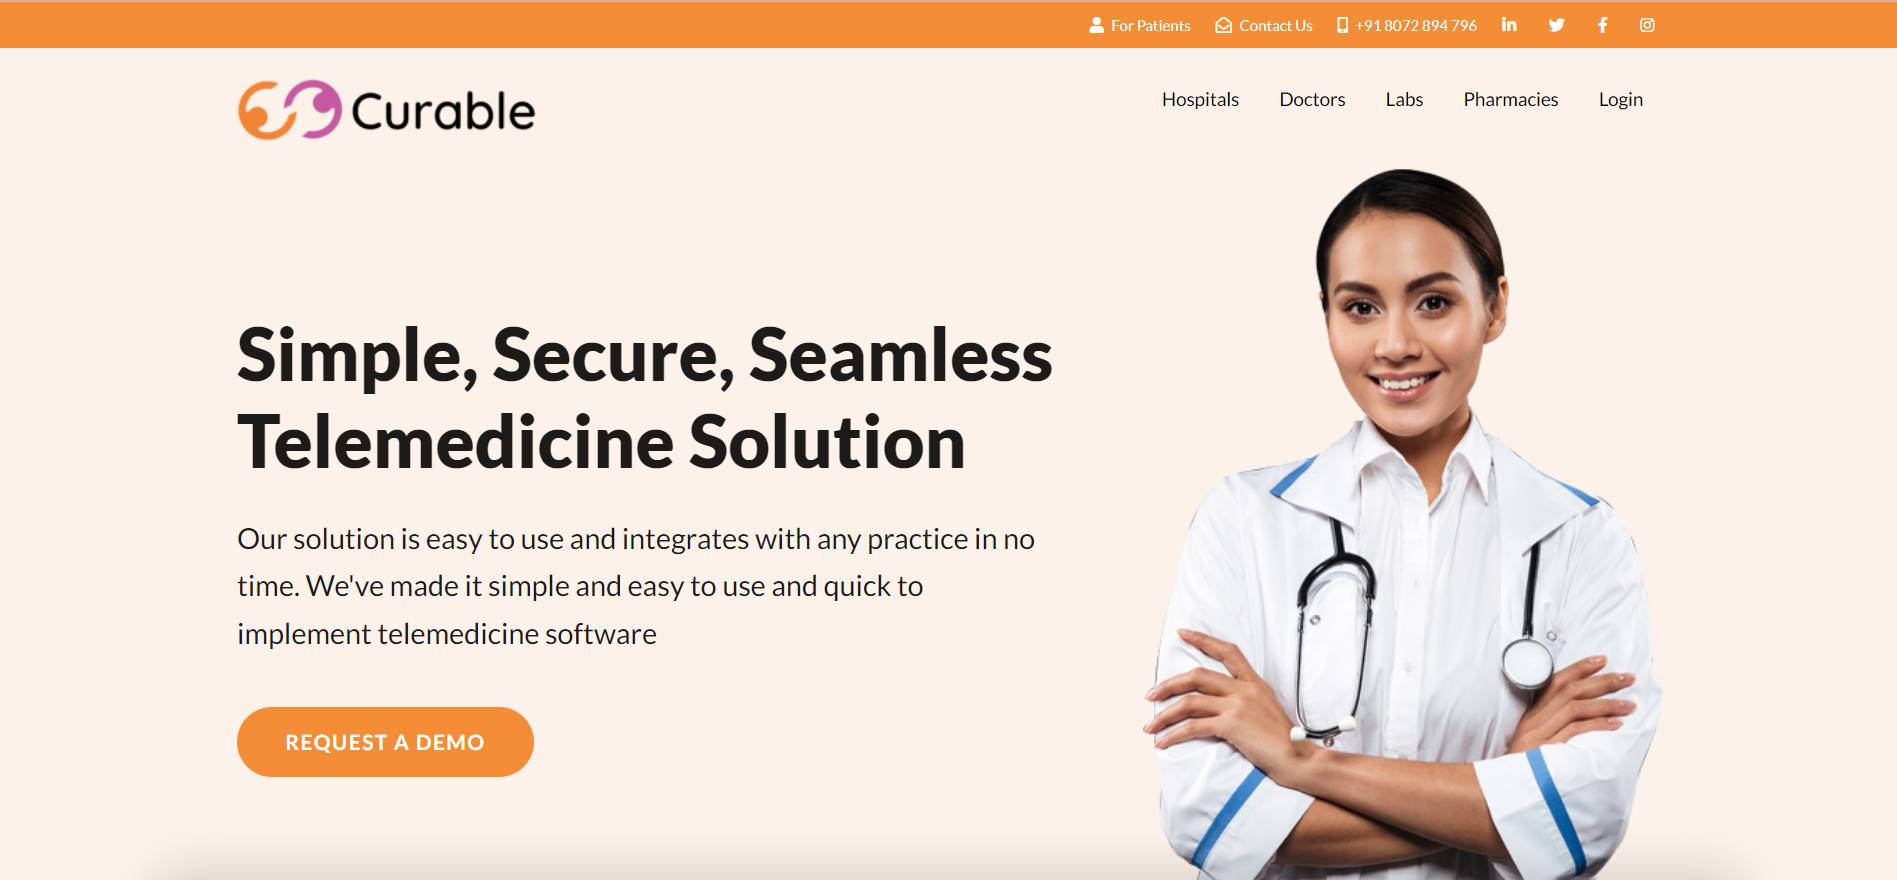 For Patients
Contact Us
+91 8072 894 796
Curable
Hospitals
Doctors
Labs
Pharmacies
Login
Simple, Secure, Seamless
Telemedicine Solution
Our solution is easy to use and integrates with any practice in no
time. We've made it simple and easy to use and quick to
implement telemedicine software
REQUEST A DEMO